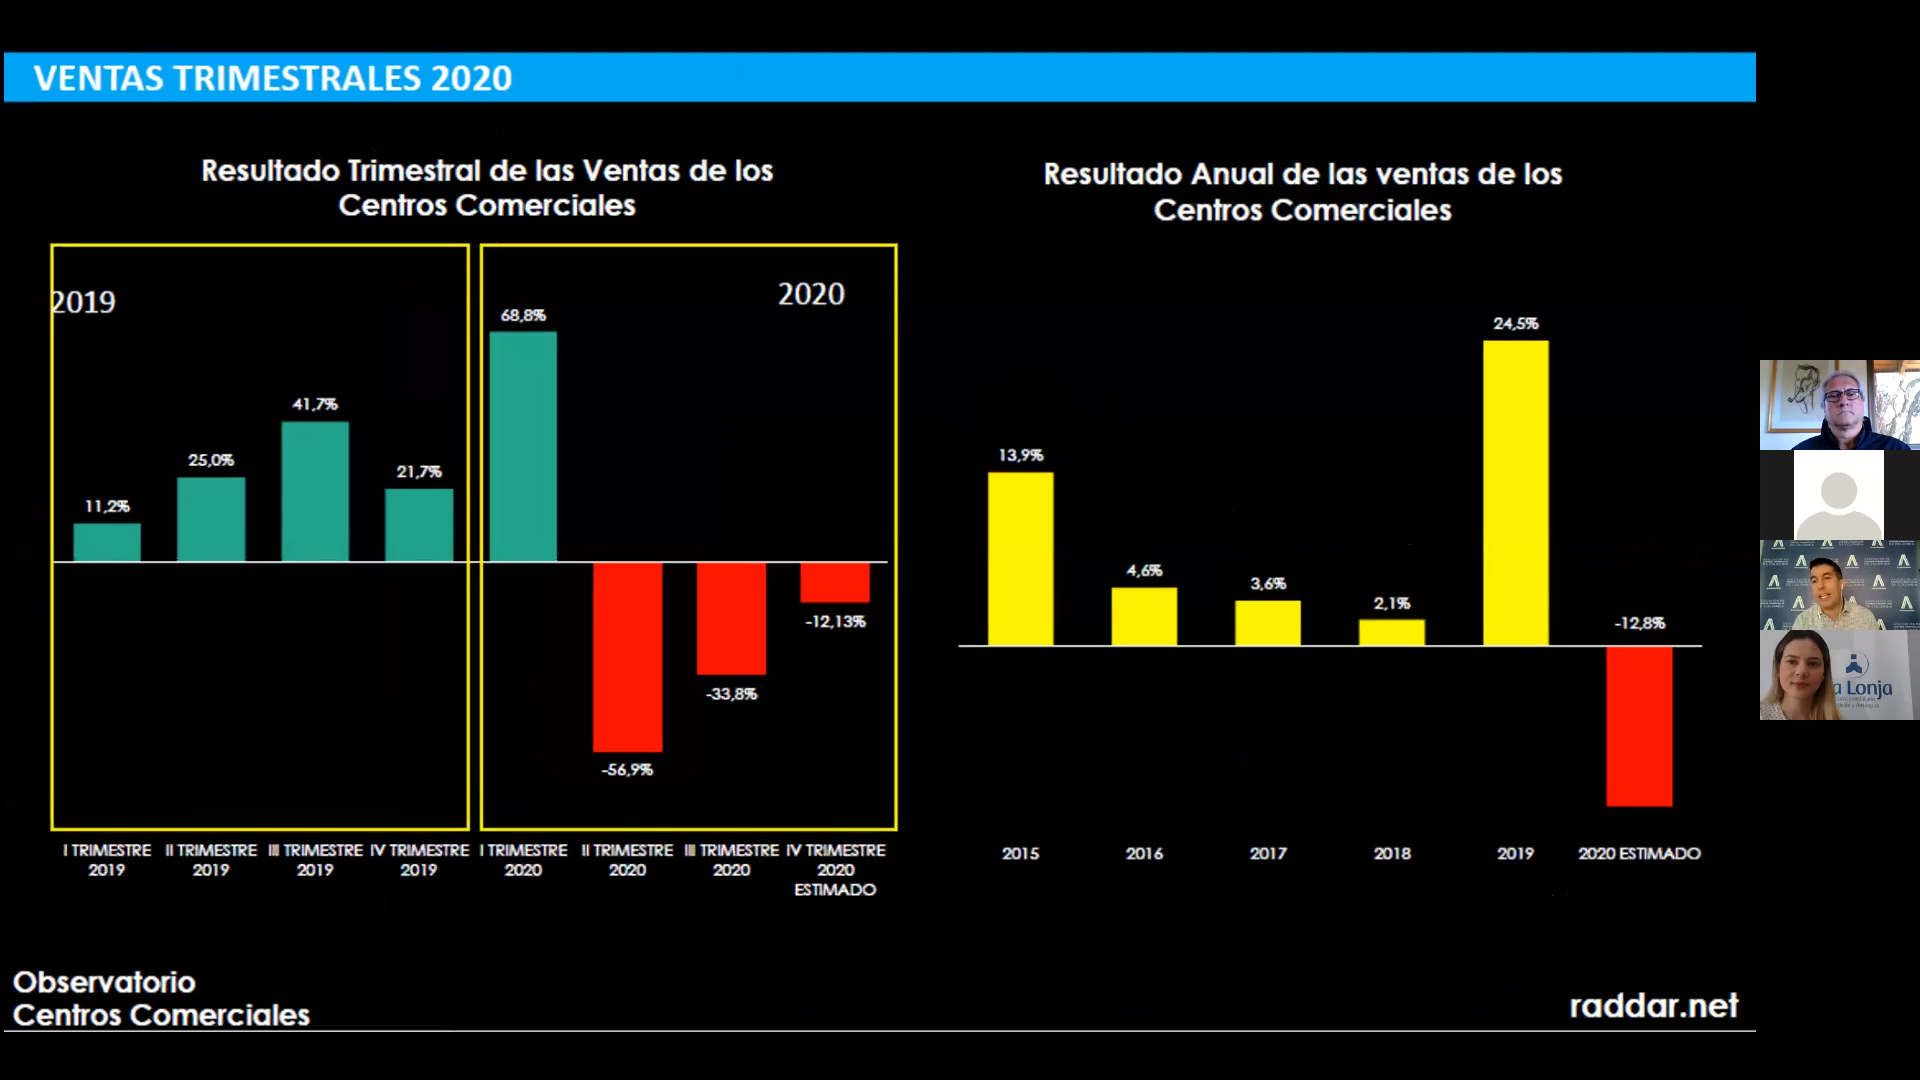 VENTAS TRIMESTRALES 2020
Resultado Trimestral de las Ventas de los
Centros Comerciales
2019
2020
11,2%
25,0%
41,7%
21,7%
68,8%
-56,9%
-33,8%
-12,13%
I TRIMESTRE
2019
II TRIMESTRE
2019
III TRIMESTRE
2019
IV TRIMESTRE
2019
I TRIMESTRE
2020
II TRIMESTRE
2020
III TRIMESTRE
2020
IV TRIMESTRE
2020
ESTIMADO
Resultado Anual de las ventas de los
Centros Comerciales
13,9%
4,6%
3,6%
2,1%
24,5%
-12,8%
2015
2016
2017
2018
2019
2020 ESTIMADO
Observatorio
Centros Comerciales
raddar.net
a Lonja